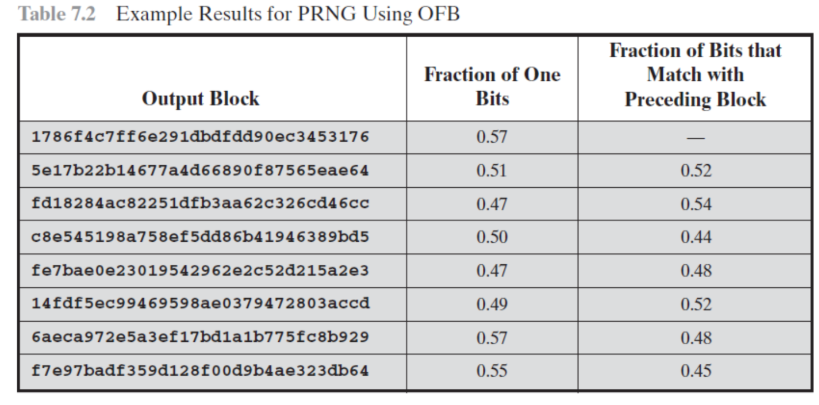 Table 7.2 Example Results for PRNG Using OFB
Output Block
Fraction of One
Bits
Fraction of Bits that
Match with
Preceding Block
1786f4c7ff6e291dbdfdd90ec3453176 0.57 —
5e17b22b14677a4d66890f87565eae64 0.51 0.52
fd18284ac82251dfb3aa62c326cd46cc 0.47 0.54
c8e545198a758ef5dd86b41946389bd5 0.50 0.44
fe7bae0e23019542962e2c52d215a2e3 0.47 0.48
14fdf5ec99469598ae0379472803accd 0.49 0.52
6aeca972e5a3ef17bd1a1b775fc8b929 0.57 0.48
f7e97badf359d128f00d9b4ae323db64 0.55 0.45